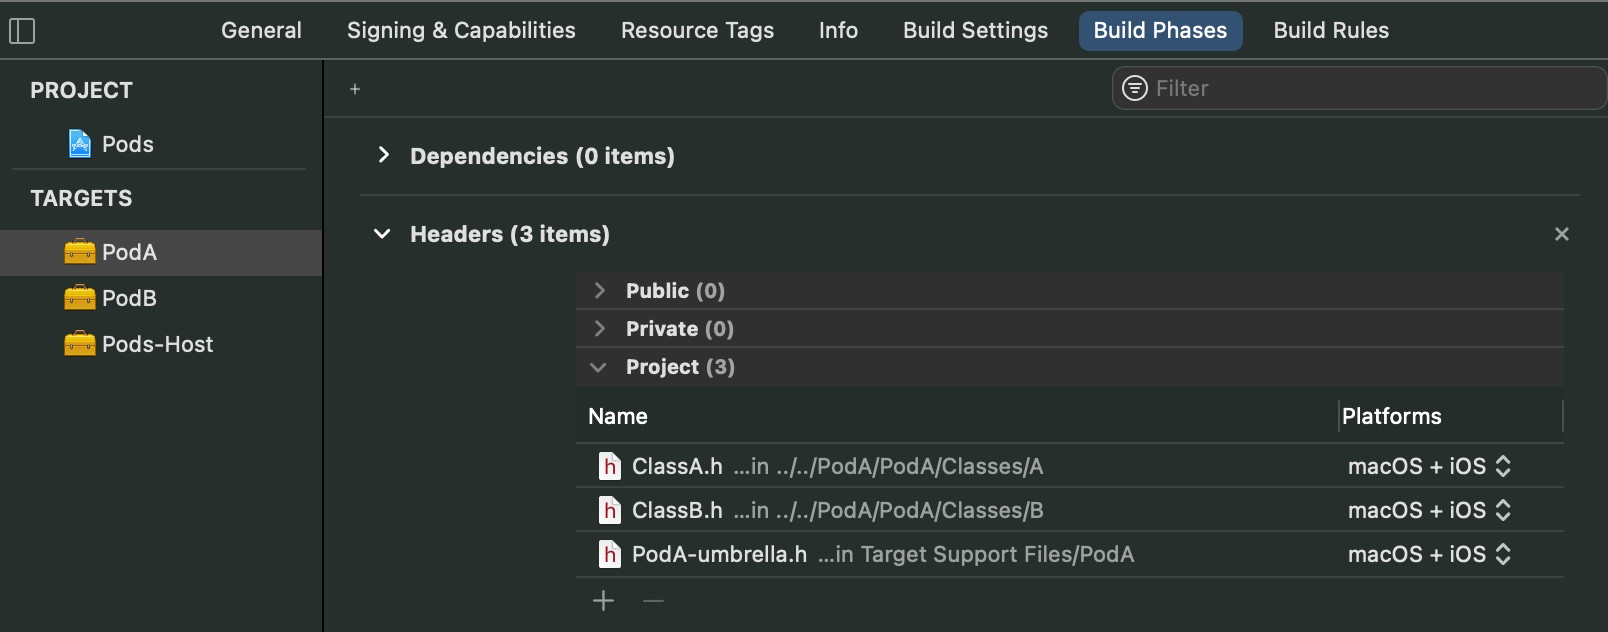 General Signing & Capabilities Resource Tags Info Build Settings Build Phases Build Rules
PROJECT
Pods
TARGETS
PodA
PodB
Pods-Host
+ Filter
Dependencies (0 items)
Headers (3 items) ×
Public (0)
Private (0)
Project (3)
Name Platforms
h ClassA.h ...in ../../PodA/PodA/Classes/A macOS + iOS
h ClassB.h ...in ../../PodA/PodA/Classes/B macOS + iOS
h PodA-umbrella.h ...in Target Support Files/PodA macOS + iOS
+ —